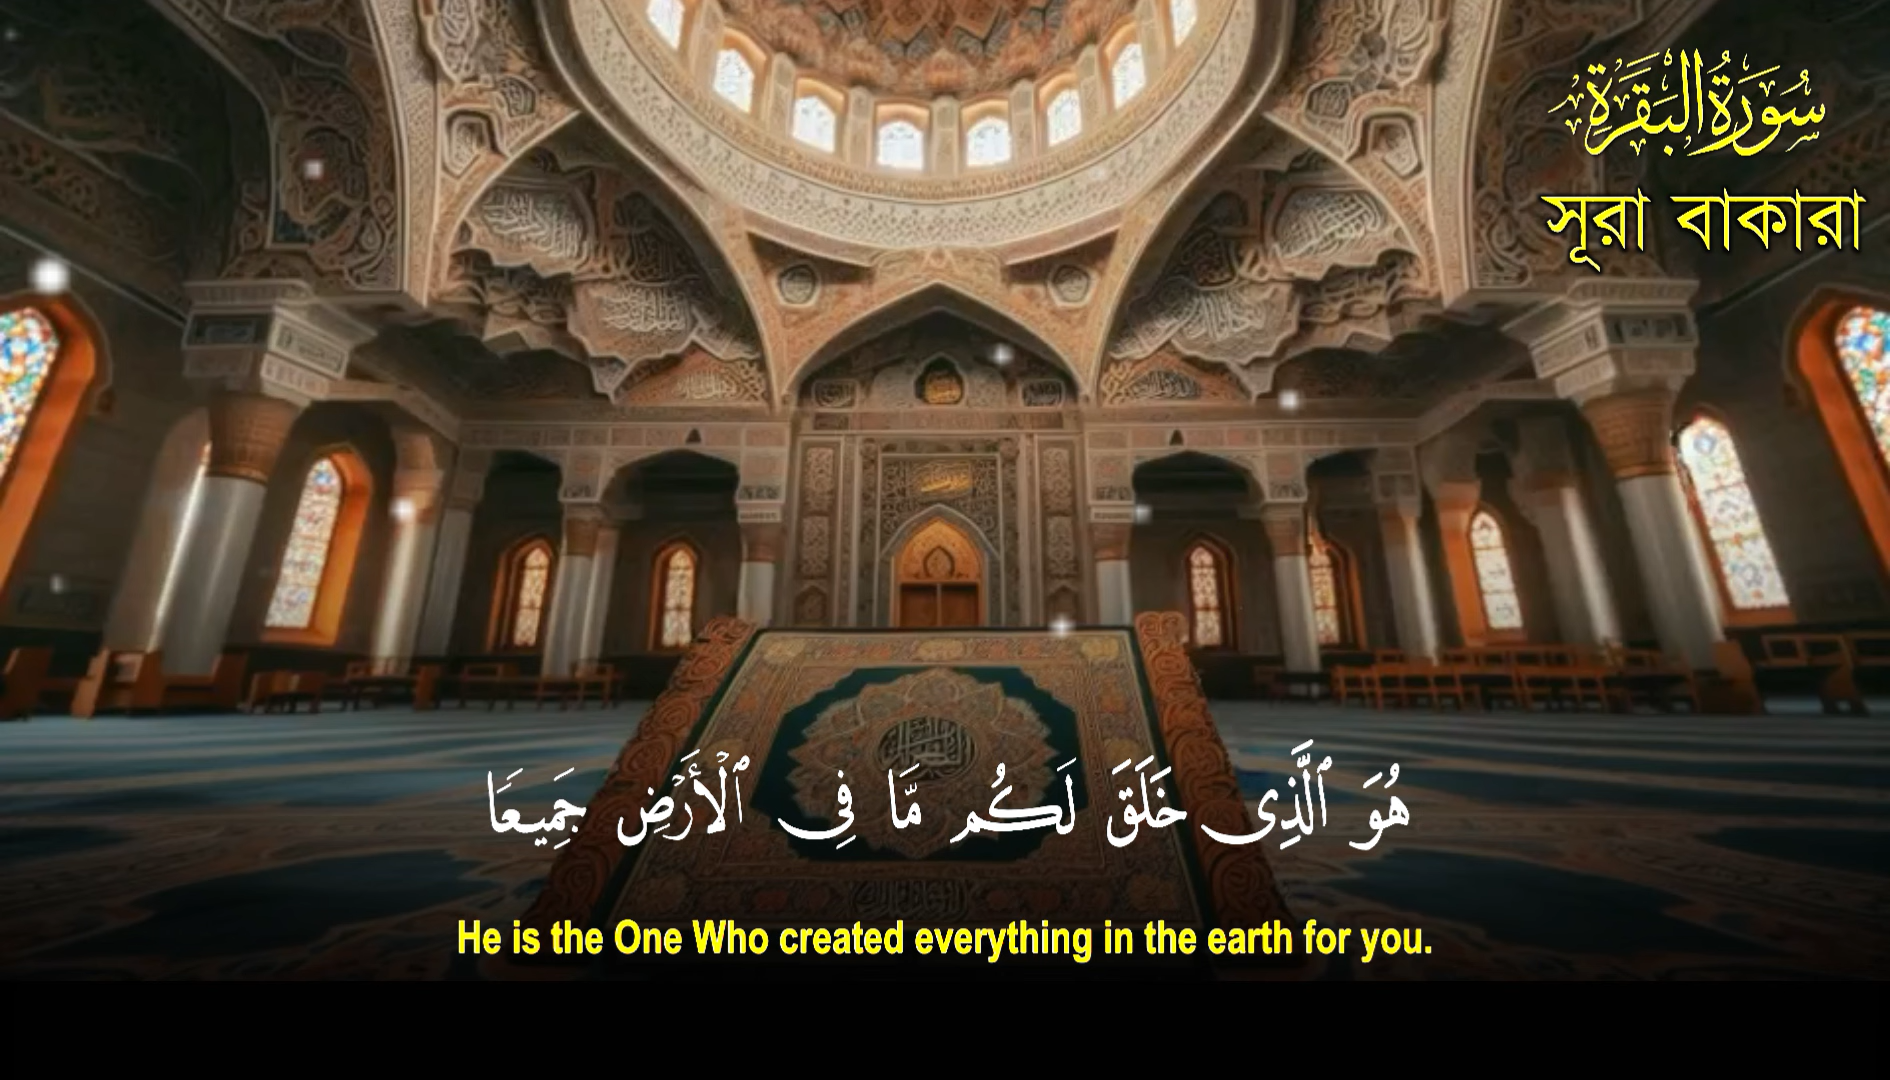 سُورَةُ البَقَرَةِ
সূরা বাকারা
هُوَ ٱلَّذِى خَلَقَ لَكُم مَّا فِى ٱلْأَرْضِ جَمِيعًا
He is the One Who created everything in the earth for you.